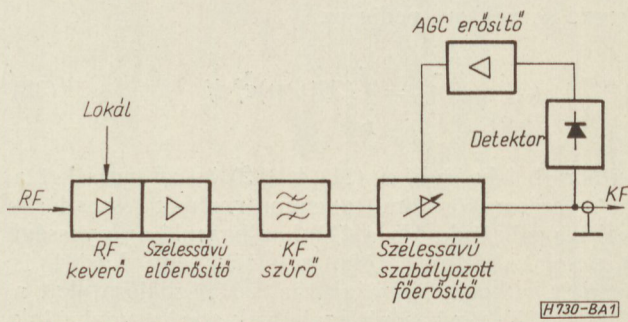 AGC erősítő
Lokál
Detektor
RF
KF
RF
keverő
Szélessávú
előerősítő
KF
szűrő
Szélessávú
szabályozott
főerősítő
H730-BA1